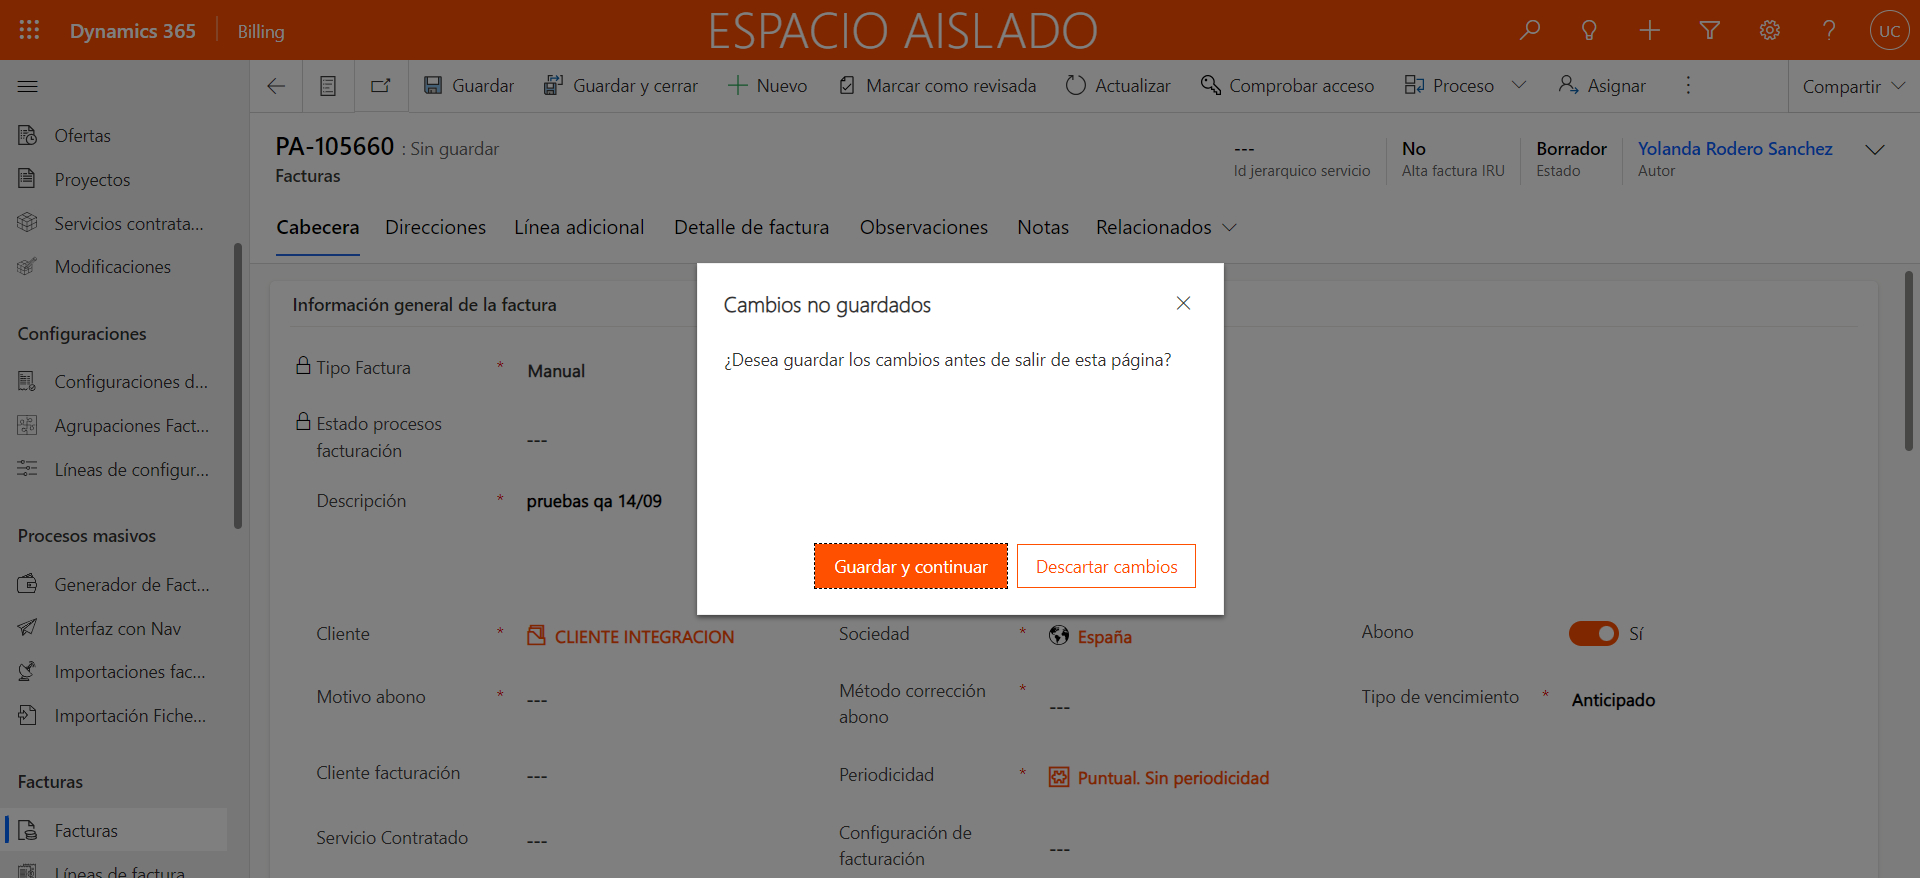 Dynamics 365
Billing
ESPACIO AISLADO
UC
Guardar
Guardar y cerrar
Nuevo
Marcar como revisada
Actualizar
Comprobar acceso
Proceso
Asignar
Compartir
Ofertas
Proyectos
Servicios contrata...
Modificaciones
Configuraciones
Configuraciones d...
Agrupaciones Fact...
Líneas de configur...
Procesos masivos
Generador de Fact...
Interfaz con Nav
Importaciones fac...
Importación Fiche...
Facturas
Facturas
Líneas de factura
PA-105660 : Sin guardar
Facturas
---
Id jerarquico servicio
No
Alta factura IRU
Borrador
Estado
Yolanda Rodero Sanchez
Autor
Cabecera
Direcciones
Línea adicional
Detalle de factura
Observaciones
Notas
Relacionados
Información general de la factura
Tipo Factura * Manual
Estado procesos
facturación
---
Descripción * pruebas qa 14/09
Cambios no guardados
¿Desea guardar los cambios antes de salir de esta página?
Guardar y continuar
Descartar cambios
Cliente * CLIENTE INTEGRACION
Sociedad * España
Abono Sí
Motivo abono * ---
Método corrección
abono
* ---
Tipo de vencimiento * Anticipado
Cliente facturación ---
Periodicidad * Puntual. Sin periodicidad
Servicio Contratado ---
Configuración de
facturación
---